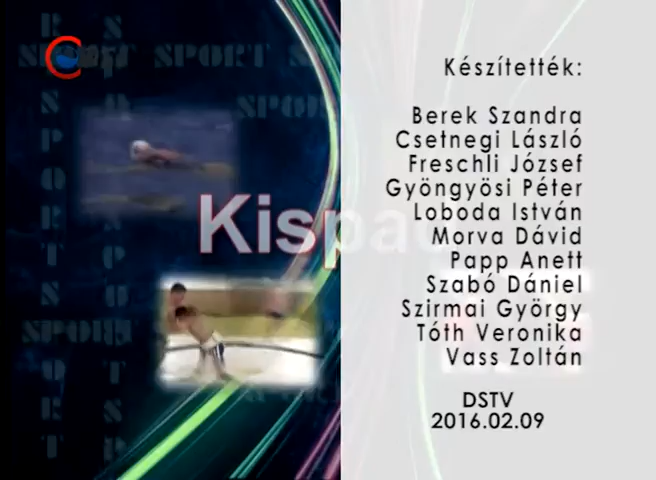 Készítették:
Berek Szandra
Csetnegi László
Freschli József
Gyöngyösi Péter
Loboda István
Morva Dávid
Papp Anett
Szabó Dániel
Szirmai György
Tóth Veronika
Vass Zoltán
DSTV
2016.02.09
SPORT
SPORT
SPORT
SPORT